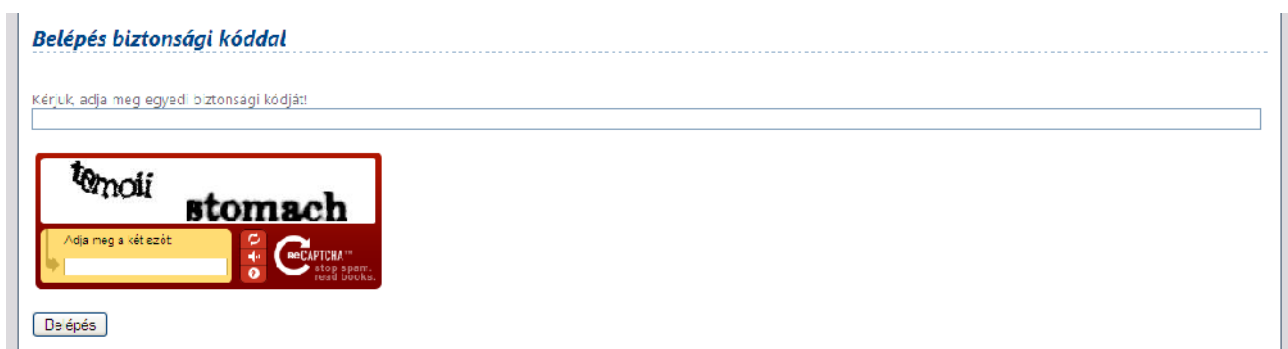 Belépés biztonsági kóddal
Kérjük, adja meg egyedi biztonsági kódját!
stomach
Adja meg a két szót:
reCAPTCHA™
stop spam.
read books.
Belépés